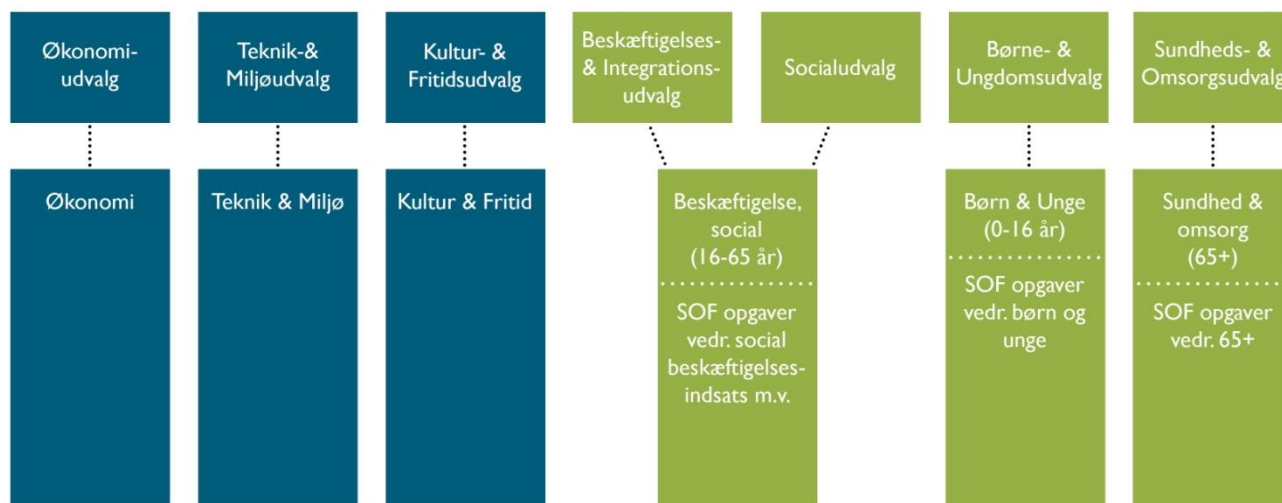 Økonomi-
udvalg
Teknik-&
Miljøudvalg
Kultur- &
Fritidsudvalg
Beskæftigelses-
& Integrations-
udvalg
Socialudvalg
Børne- &
Ungdomsudvalg
Sundheds- &
Omsorgsudvalg
Økonomi
Teknik & Miljø
Kultur & Fritid
Beskæftigelse,
social
(16-65 år)
SOF opgaver
vedr. social
beskæftigelses-
indsats m.v.
Børn & Unge
(0-16 år)
SOF opgaver
vedr. børn og
unge
Sundhed &
omsorg
(65+)
SOF opgaver
vedr. 65+